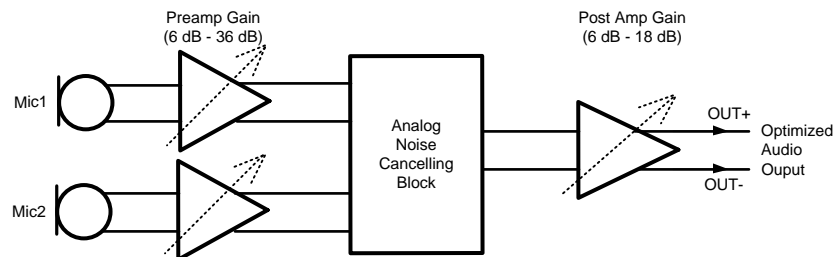 Preamp Gain
(6 dB - 36 dB)
Post Amp Gain
(6 dB - 18 dB)
Mic1
Mic2
Analog
Noise
Cancelling
Block
OUT+
OUT-
Optimized
Audio
Ouput